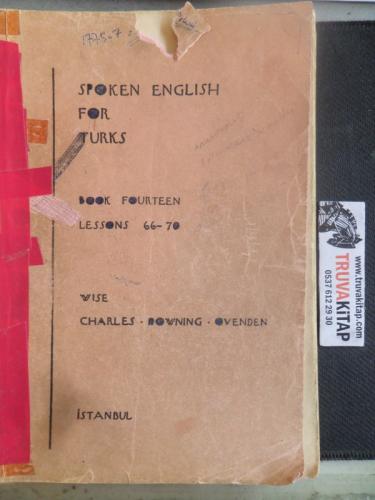 177507
SPOKEN ENGLISH
FOR
TURKS
BOOK FOURTEEN
LESSONS 66-70
WISE
CHARLES · DOWNING · OVENDEN
İSTANBUL
www.truvakitap.com
TRUVAKİTAP
0537 612 29 30